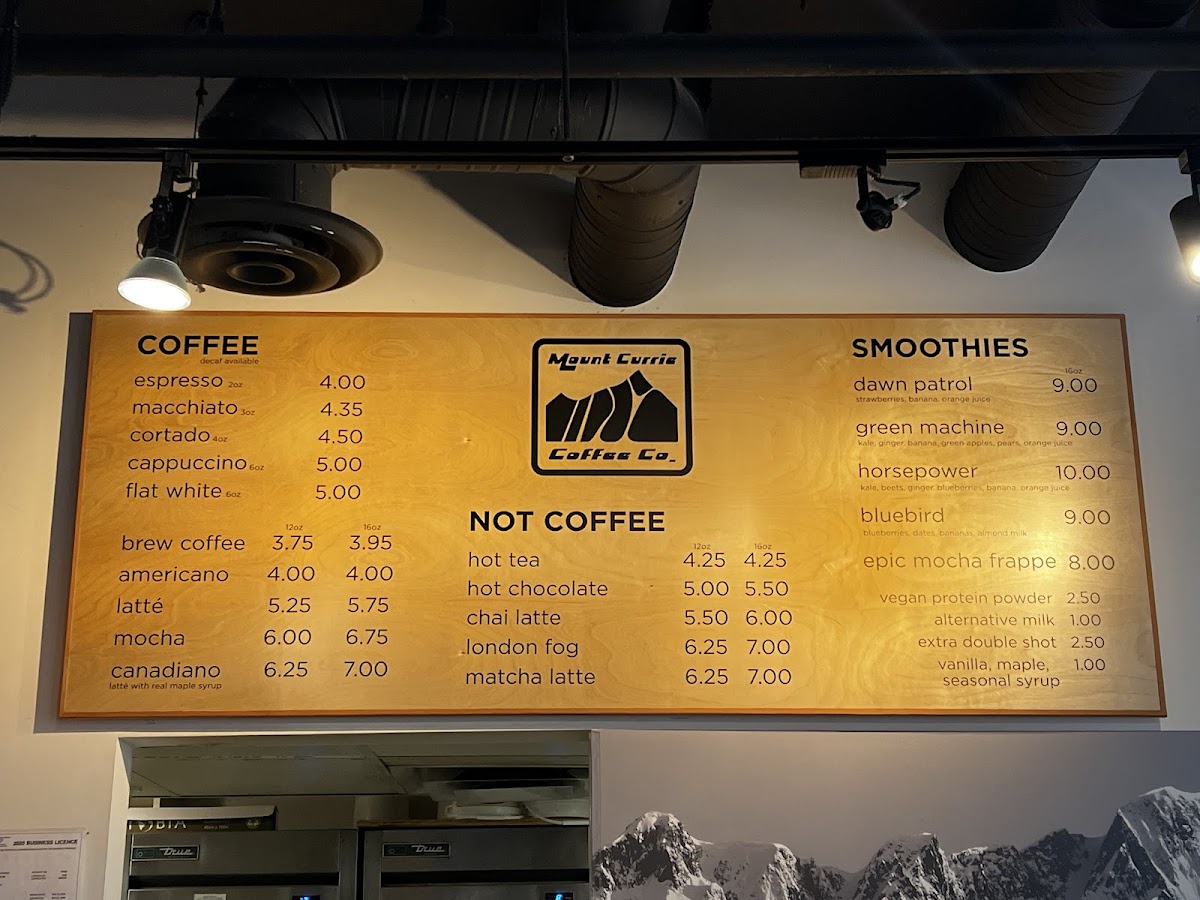 COFFEE
decaf available
espresso 2oz 4.00
macchiato 3oz 4.35
cortado 4oz 4.50
cappuccino 6oz 5.00
flat white 6oz 5.00
12oz 16oz
brew coffee 3.75 3.95
americano 4.00 4.00
latté 5.25 5.75
mocha 6.00 6.75
canadiano 6.25 7.00
latté with real maple syrup
Mount Currie
Coffee Co.
NOT COFFEE
12oz 16oz
hot tea 4.25 4.25
hot chocolate 5.00 5.50
chai latte 5.50 6.00
london fog 6.25 7.00
matcha latte 6.25 7.00
SMOOTHIES
16oz
dawn patrol 9.00
strawberries, banana, orange juice
green machine 9.00
kale, ginger, banana, green apples, pears, orange juice
horsepower 10.00
kale, beets, ginger, blueberries, banana, orange juice
bluebird 9.00
blueberries, dates, bananas, almond milk
epic mocha frappe 8.00
vegan protein powder 2.50
alternative milk 1.00
extra double shot 2.50
vanilla, maple, 1.00
seasonal syrup
True
True
BUSINESS LICENCE